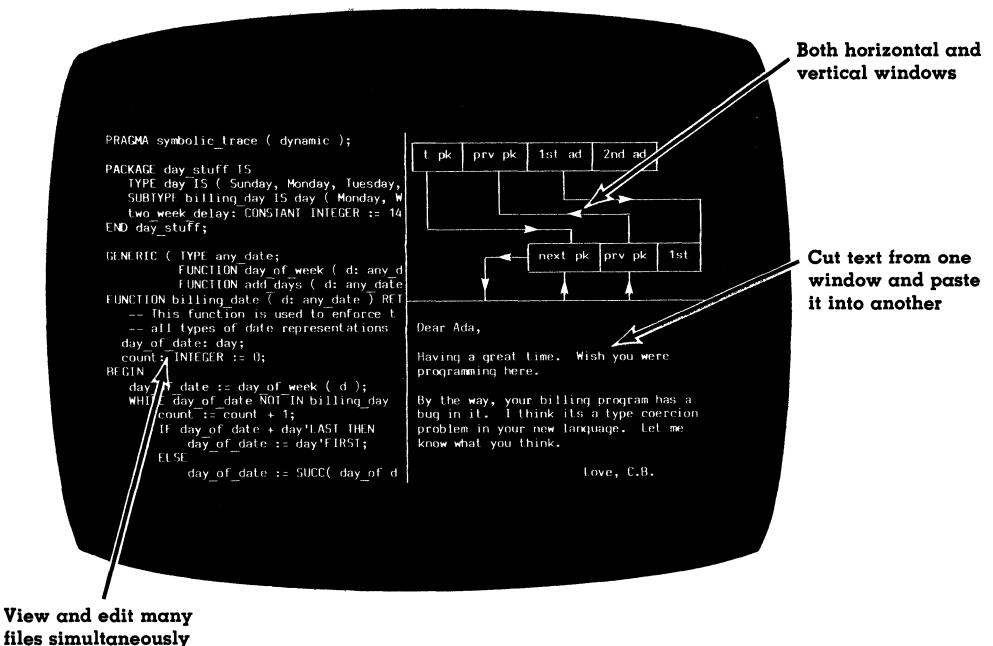 Both horizontal and
vertical windows
PRAGMA symbolic_trace ( dynamic );
PACKAGE day_stuff IS
TYPE day IS ( Sunday, Monday, Tuesday,
SUBTYPE billing_day IS day ( Monday, W
two_week_delay: CONSTANT INTEGER := 14
END day_stuff;
GENERIC ( TYPE any_date;
FUNCTION day_of_week ( d: any_d
FUNCTION add_days ( d: any_date
FUNCTION billing_date ( d: any_date ) RET
-- This function is used to enforce t
-- all types of date representations
day_of_date: day;
count: INTEGER := 0;
BEGIN
day_of_date := day_of_week ( d );
WHILE day_of_date NOT IN billing_day
count := count + 1;
IF day_of_date + day'LAST THEN
day_of_date := day'FIRST;
ELSE
day_of_date := SUCC( day_of_d
t pk prv pk 1st ad 2nd ad
next pk prv pk 1st
Cut text from one
window and paste
it into another
Dear Ada,
Having a great time. Wish you were
programming here.
By the way, your billing program has a
bug in it. I think its a type coercion
problem in your new language. Let me
know what you think.
Love, C.B.
View and edit many
files simultaneously